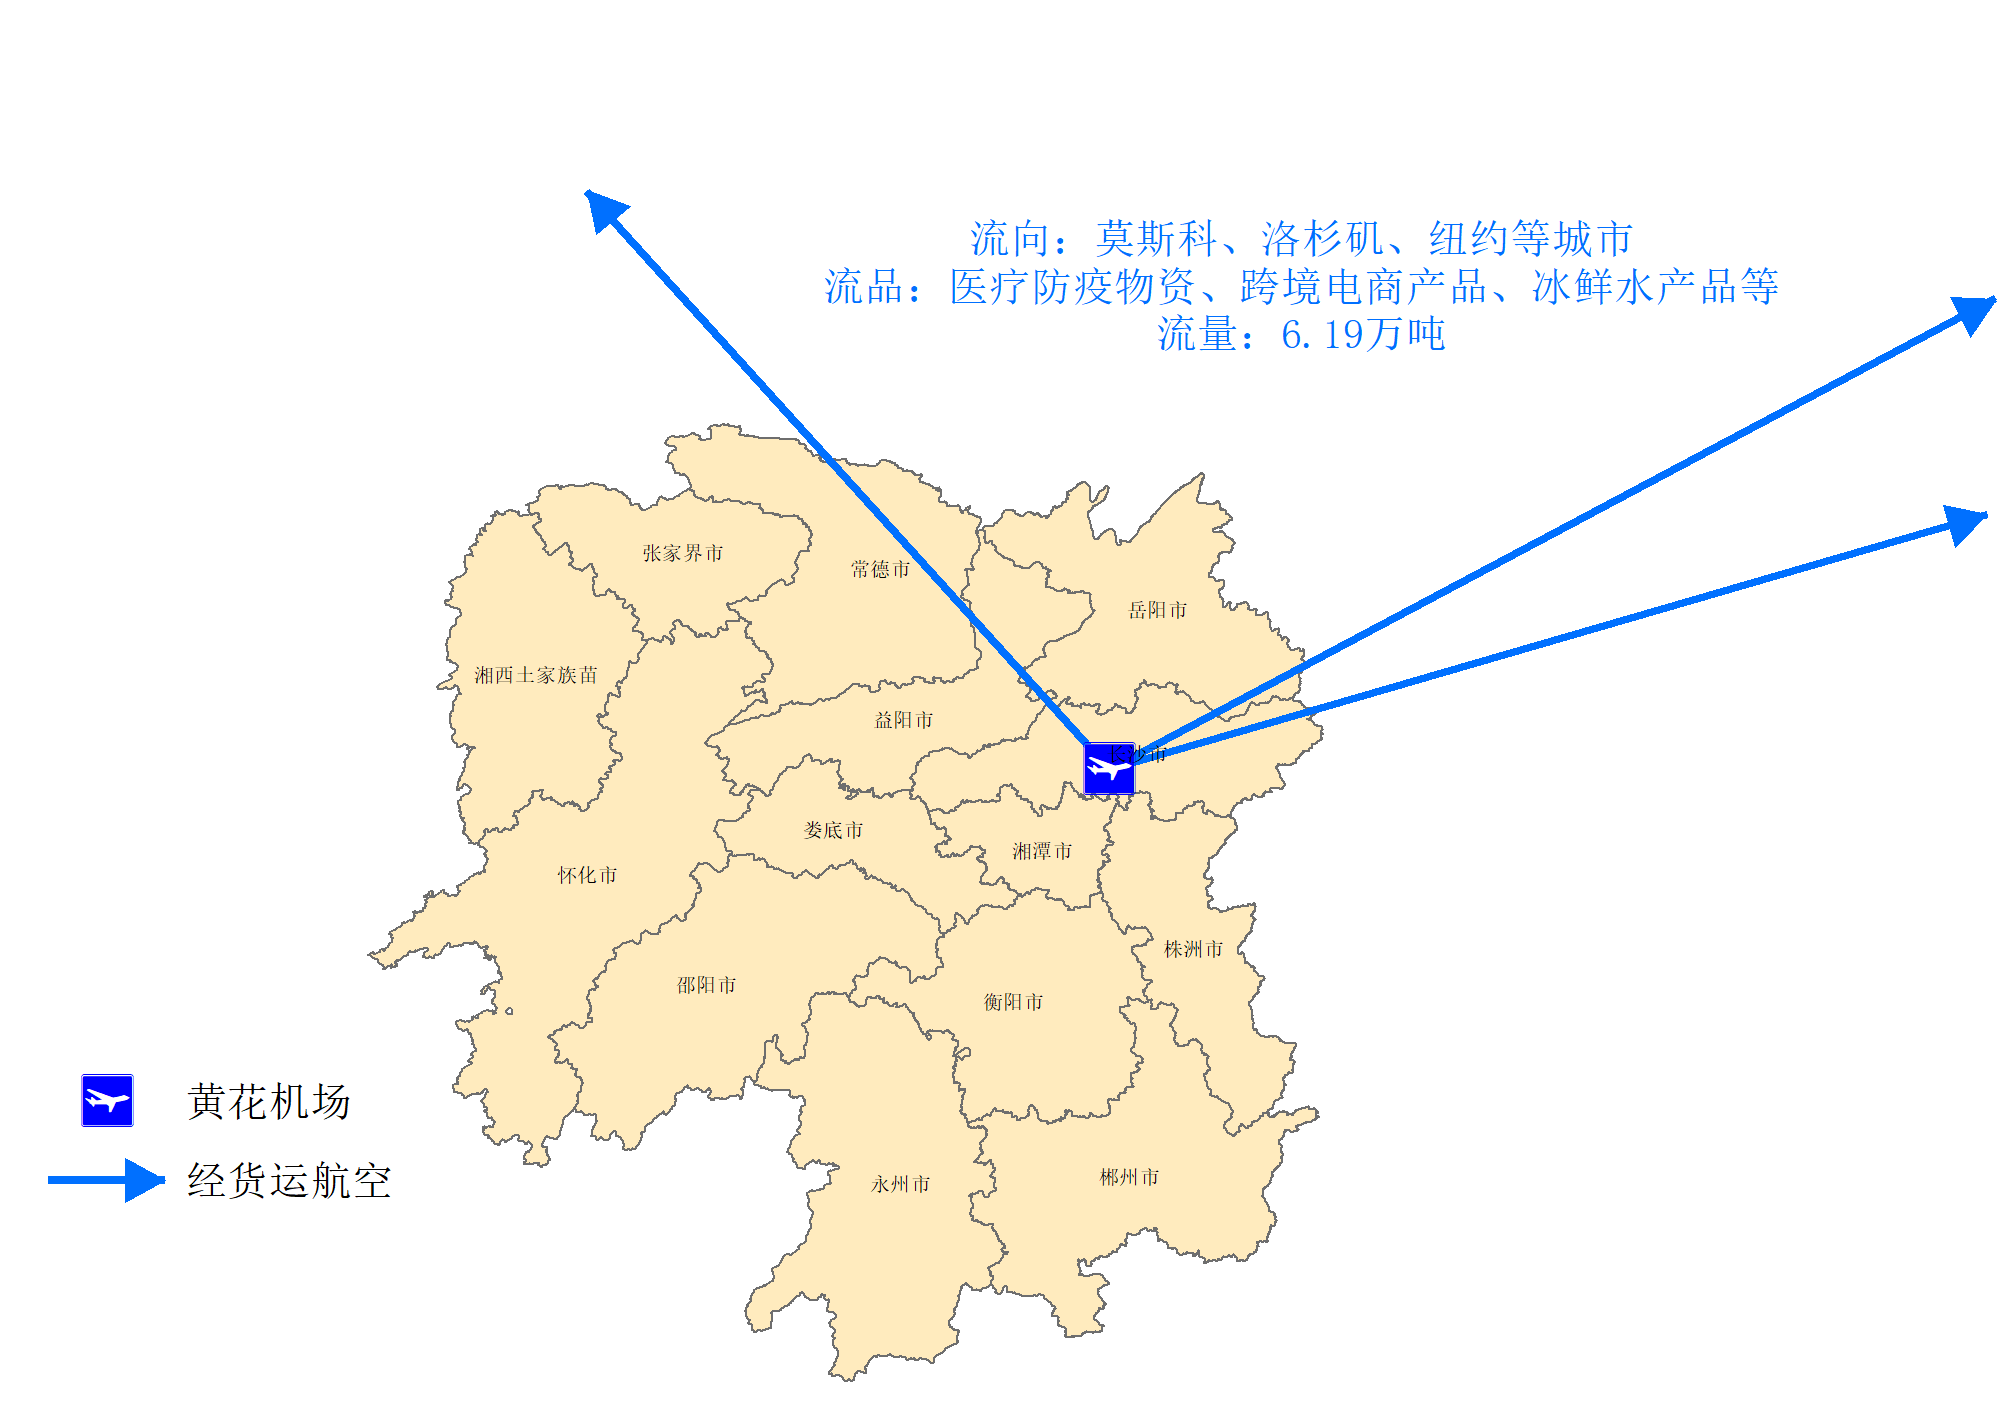 流向：莫斯科、洛杉矶、纽约等城市
流品：医疗防疫物资、跨境电商产品、冰鲜水产品等
流量：6.19万吨
张家界市
常德市
岳阳市
湘西土家族苗
益阳市
长沙市
娄底市
湘潭市
怀化市
株洲市
邵阳市
衡阳市
黄花机场
郴州市
永州市
经货运航空